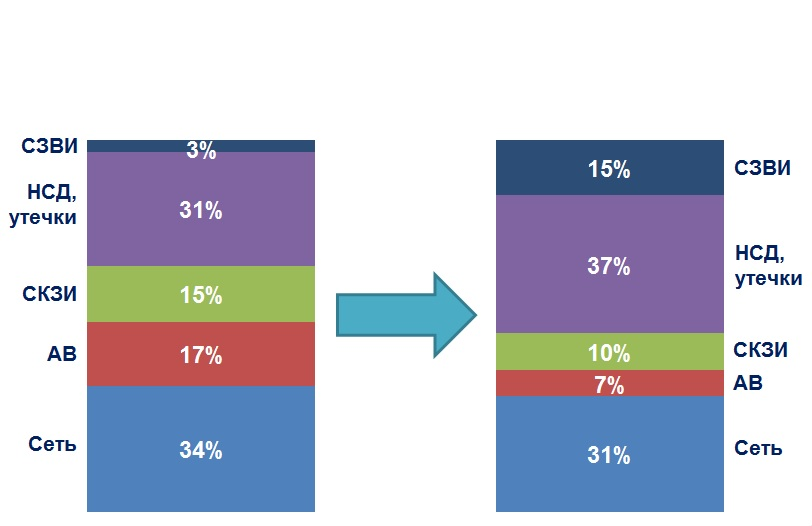 СЗВИ
3%
НСД,
утечки
31%
СКЗИ
15%
АВ
17%
Сеть
34%
15%
СЗВИ
37%
НСД,
утечки
10%
СКЗИ
7%
АВ
31%
Сеть